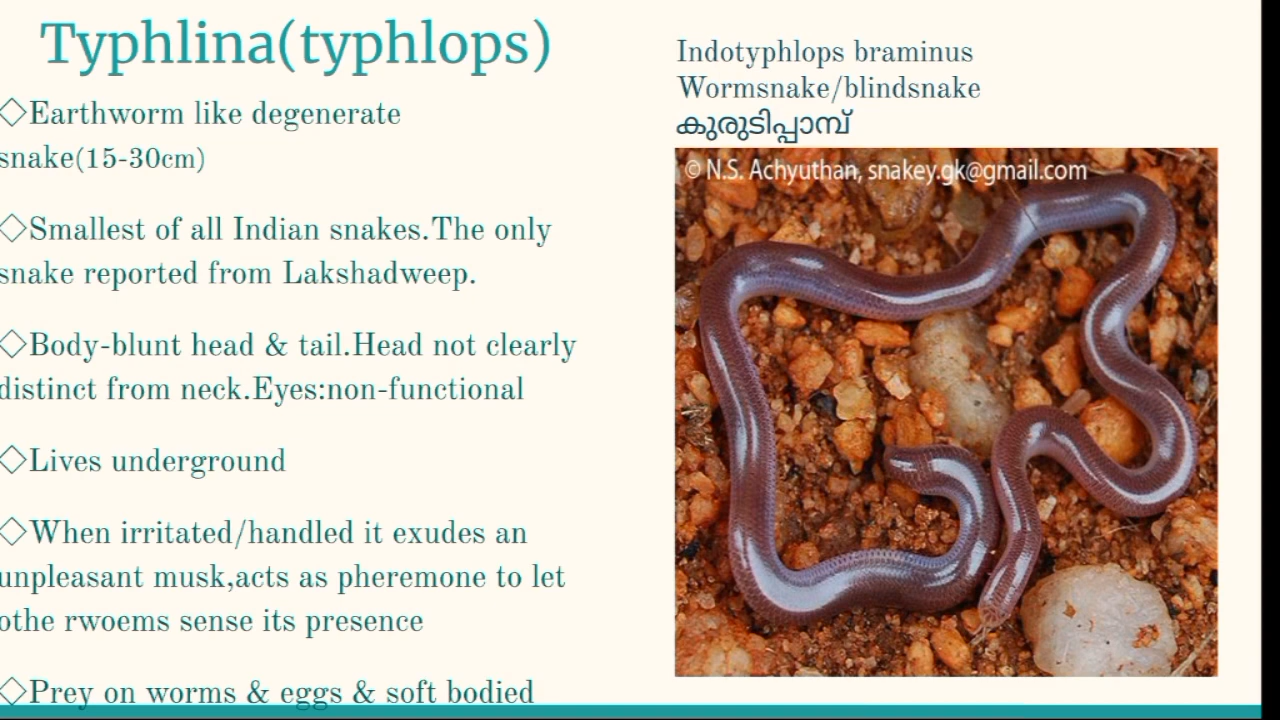 Typhlina(typhlops)
◇Earthworm like degenerate
snake(15-30cm)
◇Smallest of all Indian snakes.The only
snake reported from Lakshadweep.
◇Body-blunt head & tail.Head not clearly
distinct from neck.Eyes:non-functional
◇Lives underground
◇When irritated/handled it exudes an
unpleasant musk,acts as pheremone to let
othe rwoems sense its presence
◇Prey on worms & eggs & soft bodied
Indotyphlops braminus
Wormsnake/blindsnake
കുരുടിപ്പാമ്പ്
© N.S. Achyuthan, snakey.gk@gmail.com